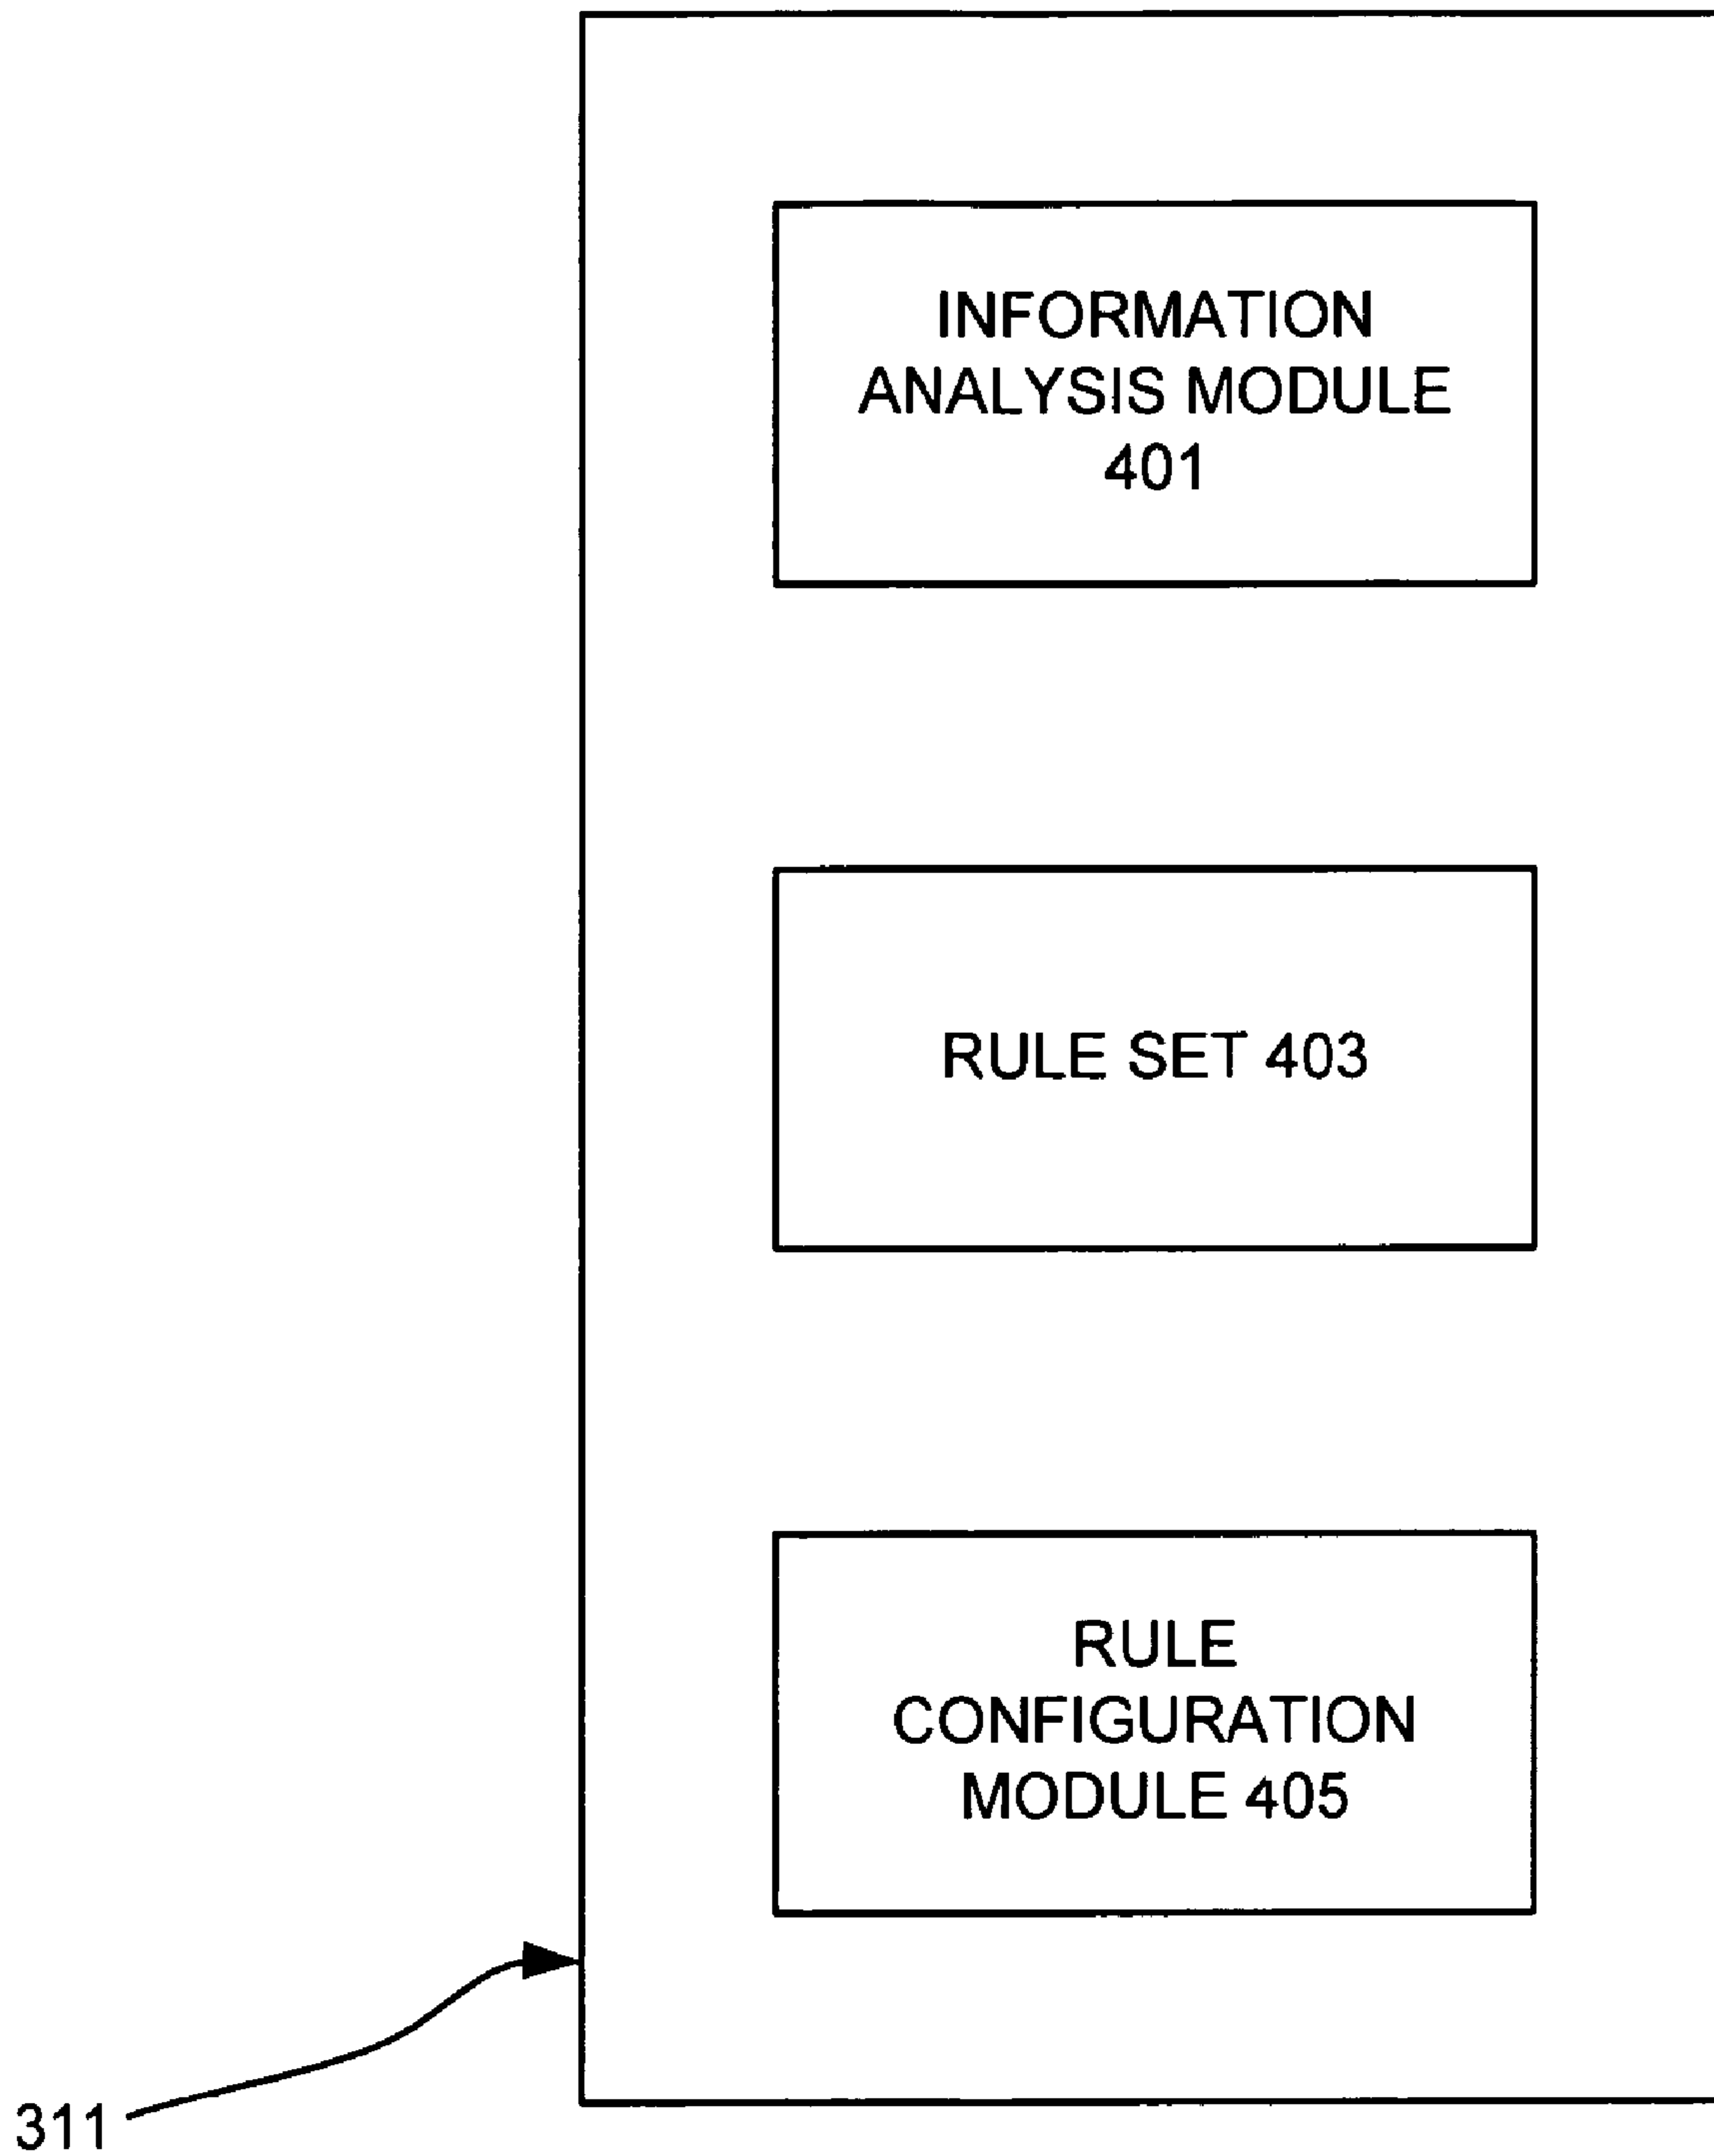 INFORMATION
ANALYSIS MODULE
401
RULE SET 403
RULE
CONFIGURATION
MODULE 405
311